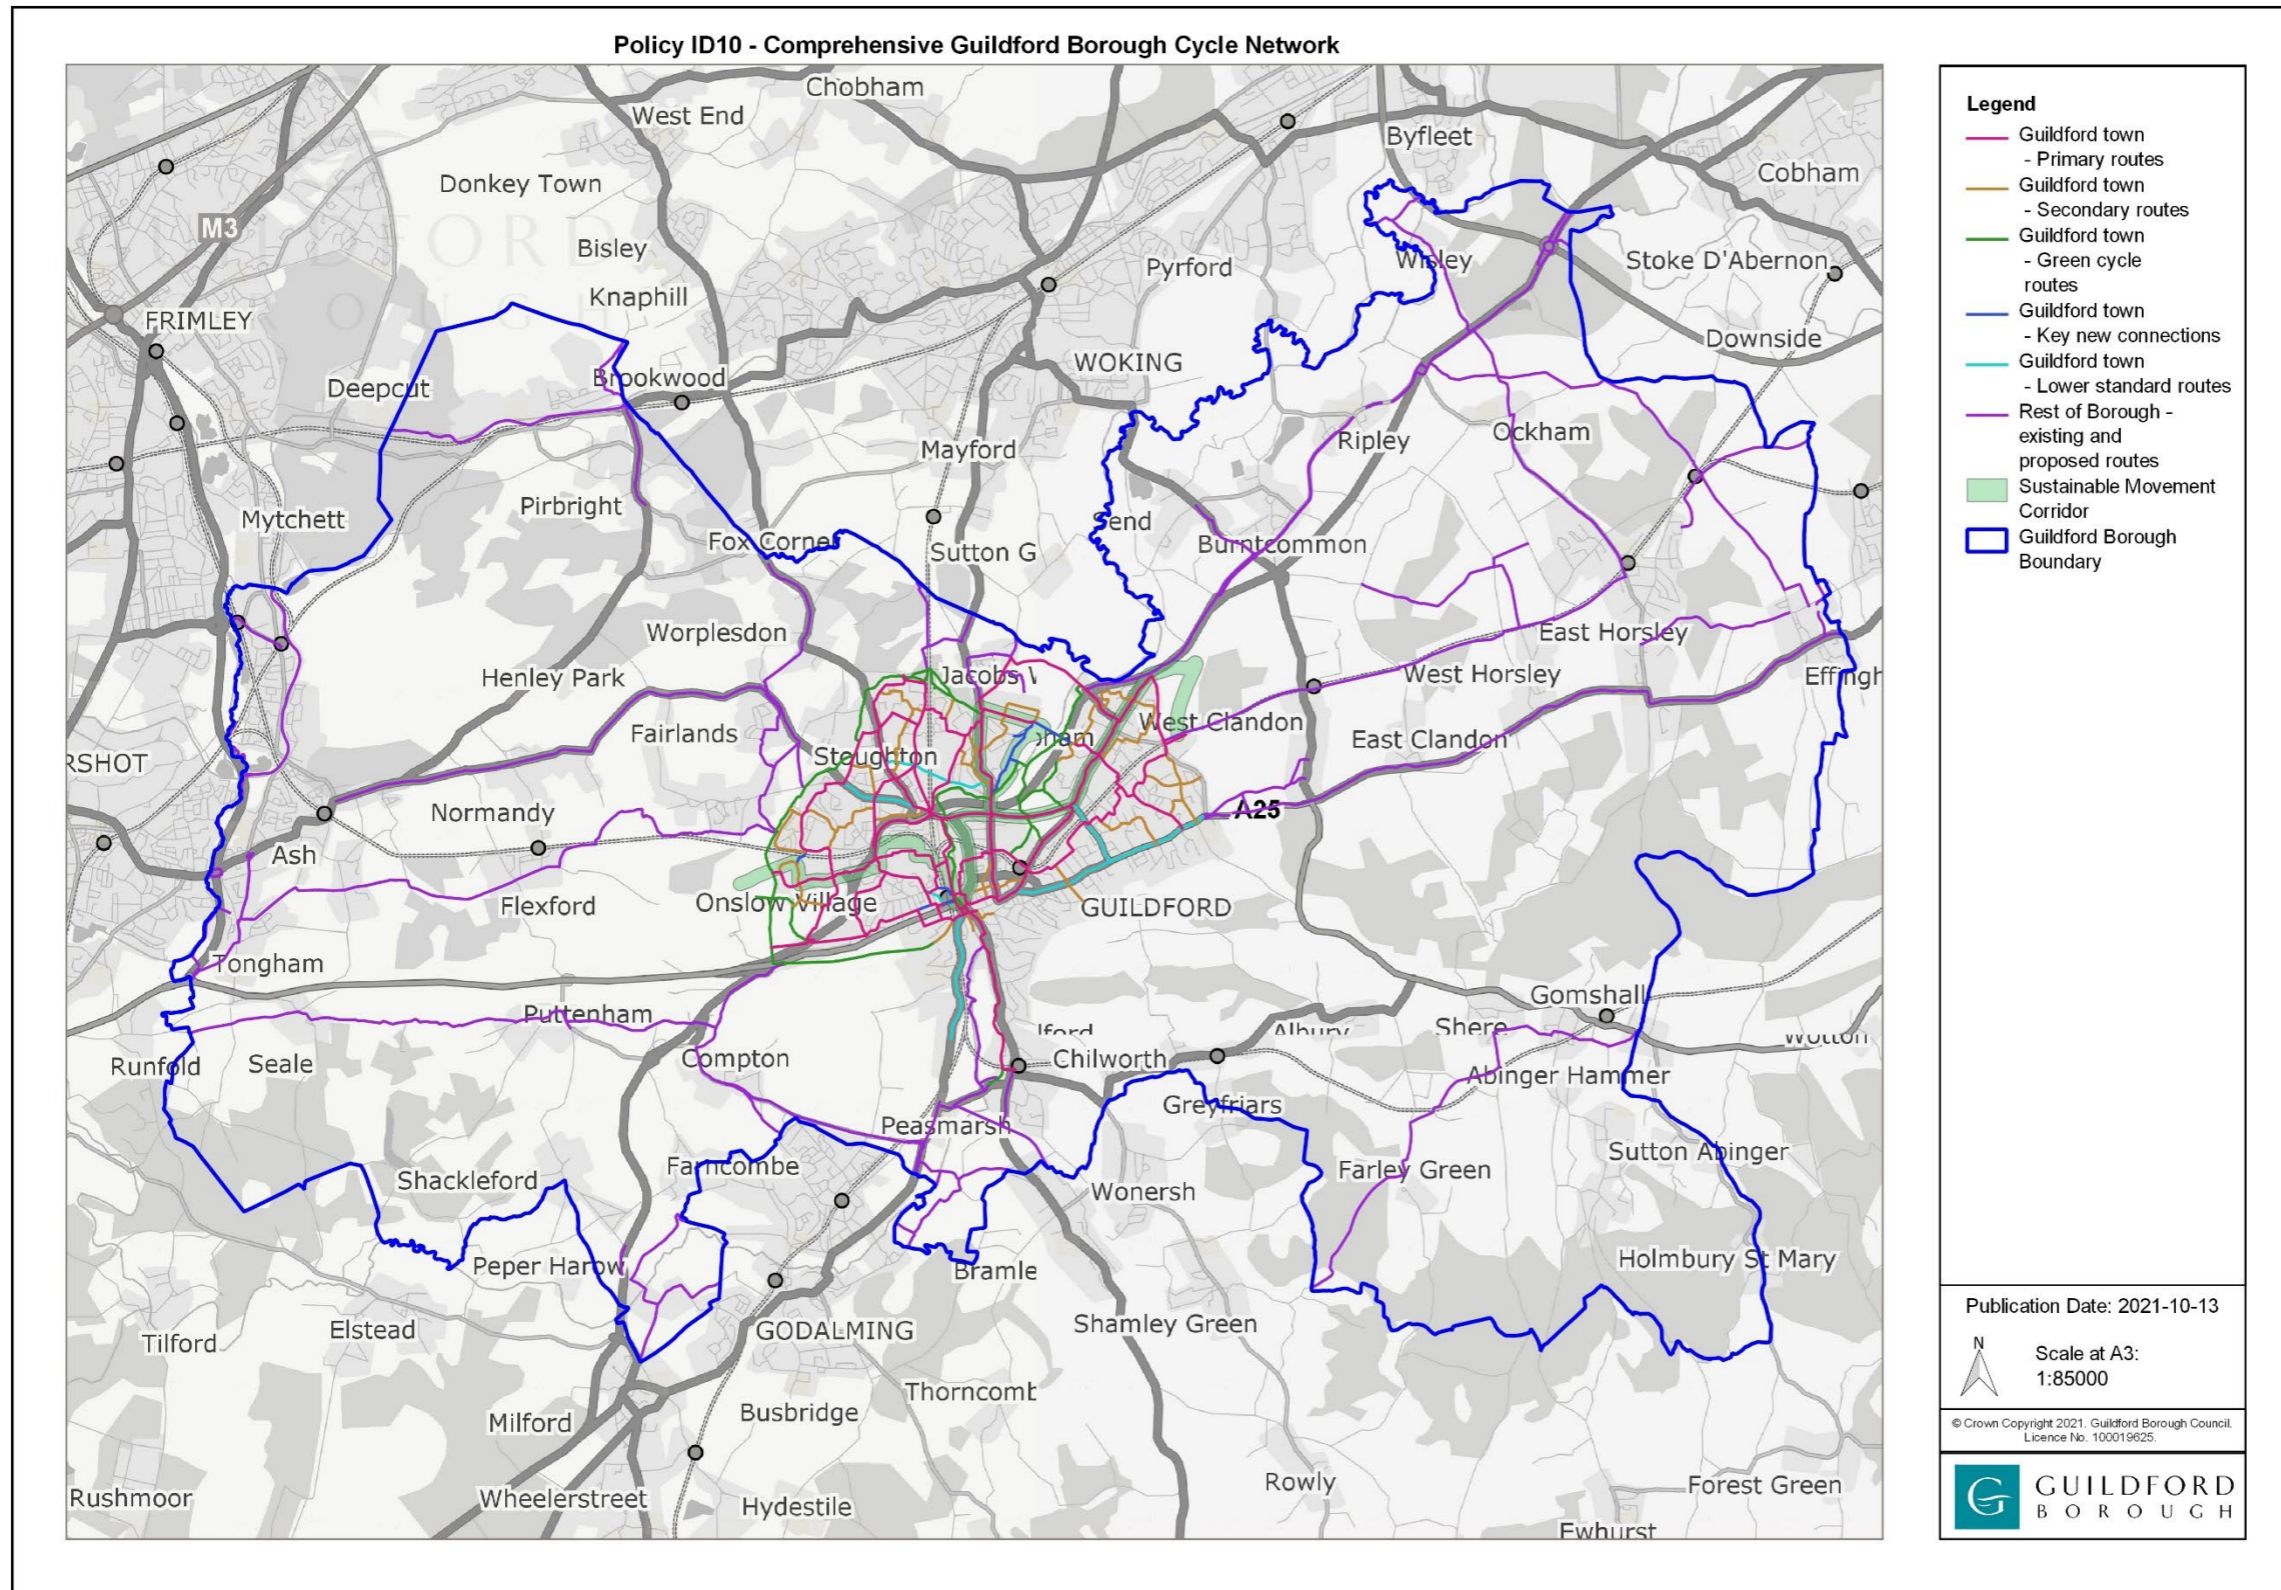 Policy ID10 - Comprehensive Guildford Borough Cycle Network
Chobham
West End
Byfleet
Cobham
Donkey Town
M3
Bisley
Pyrford
Wisley
Stoke D'Abernon
Knaphill
FRIMLEY
Downside
WOKING
Deepcut
Brookwood
Ockham
Ripley
Mayford
Pirbright
Mytchett
Send
Fox Corner
Sutton G
Burntcommon
Worplesdon
East Horsley
Henley Park
Jacobs
West Horsley
Effingh
West Clandon
Fairlands
East Clandon
Stoughton
RSHOT
Normandy
A25
Ash
Flexford
Onslow Village
GUILDFORD
Tongham
Gomshall
Puttenham
Albury
Shere
Wotton
Runfold
Seale
Compton
Chilworth
Abinger Hammer
Greyfriars
Peasmarsh
Sutton Abinger
Farncombe
Farley Green
Shackleford
Wonersh
Peper Harow
Bramle
Holmbury St Mary
Tilford
Elstead
GODALMING
Shamley Green
Thorncomb
Milford
Busbridge
Rushmoor
Wheelerstreet
Hydestile
Rowly
Forest Green
Ewhurst
Legend
Guildford town
- Primary routes
Guildford town
- Secondary routes
Guildford town
- Green cycle
routes
Guildford town
- Key new connections
Guildford town
- Lower standard routes
Rest of Borough -
existing and
proposed routes
Sustainable Movement
Corridor
Guildford Borough
Boundary
Publication Date: 2021-10-13
N
Scale at A3:
1:85000
© Crown Copyright 2021. Guildford Borough Council.
Licence No. 100019625.
G
GUILDFORD
BOROUGH